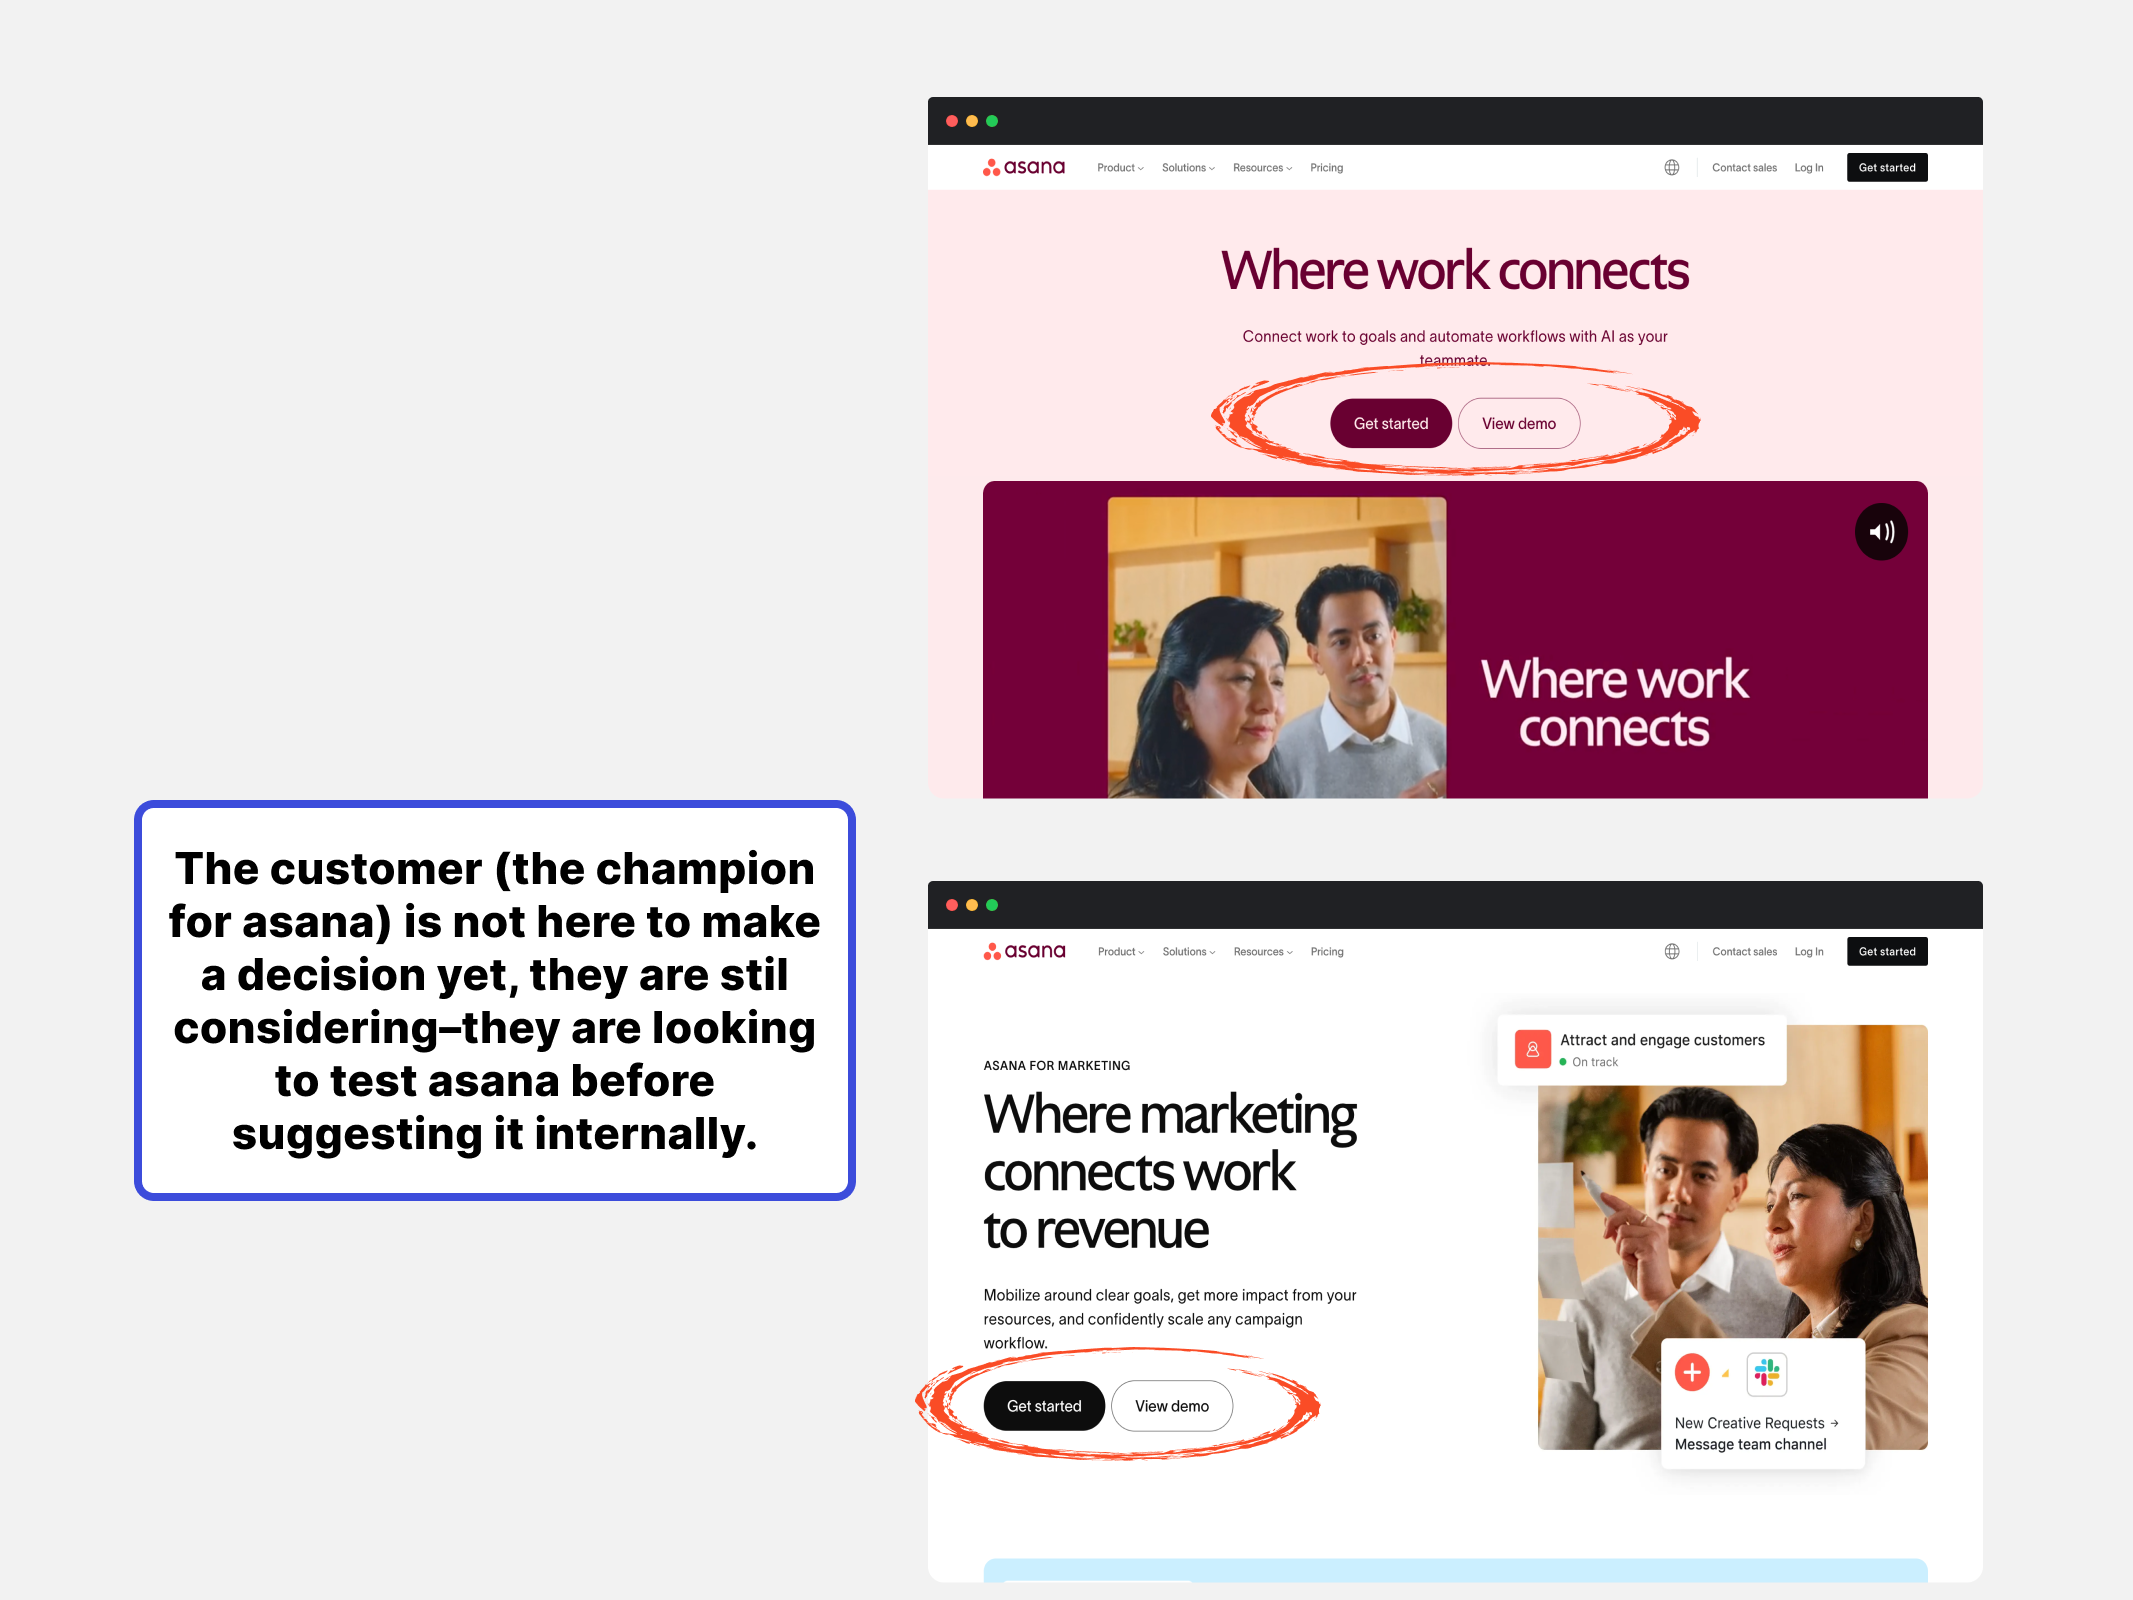 The customer (the champion
for asana) is not here to make
a decision yet, they are stil
considering–they are looking
to test asana before
suggesting it internally.
asana Product Solutions Resources Pricing Contact sales Log In Get started
Where work connects
Connect work to goals and automate workflows with AI as your
teammate.
Get started View demo
Where work
connects
asana Product Solutions Resources Pricing Contact sales Log In Get started
ASANA FOR MARKETING
Where marketing
connects work
to revenue
Mobilize around clear goals, get more impact from your
resources, and confidently scale any campaign
workflow.
Get started View demo
Attract and engage customers
On track
New Creative Requests →
Message team channel